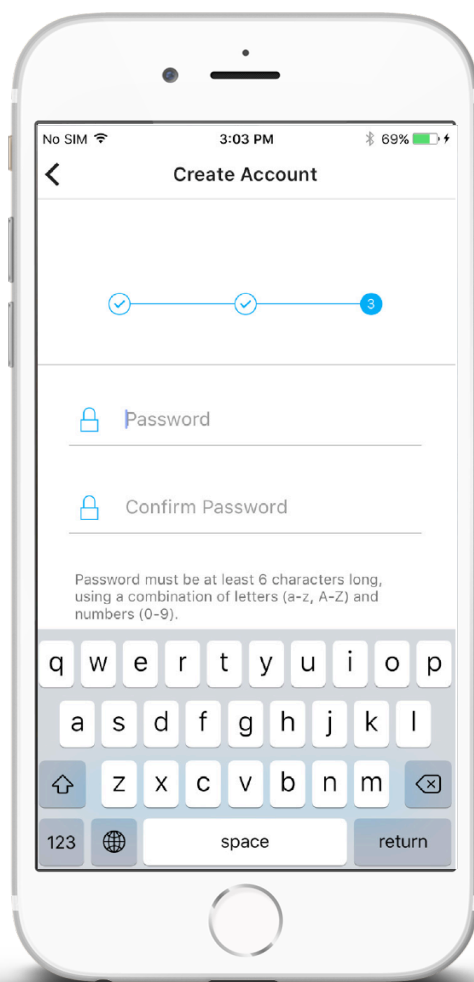 No SIM 3:03 PM 69%
Create Account
3
Password
Confirm Password
Password must be at least 6 characters long,
using a combination of letters (a-z, A-Z) and
numbers (0-9).
q w e r t y u i o p
a s d f g h j k l
z x c v b n m
123 space return